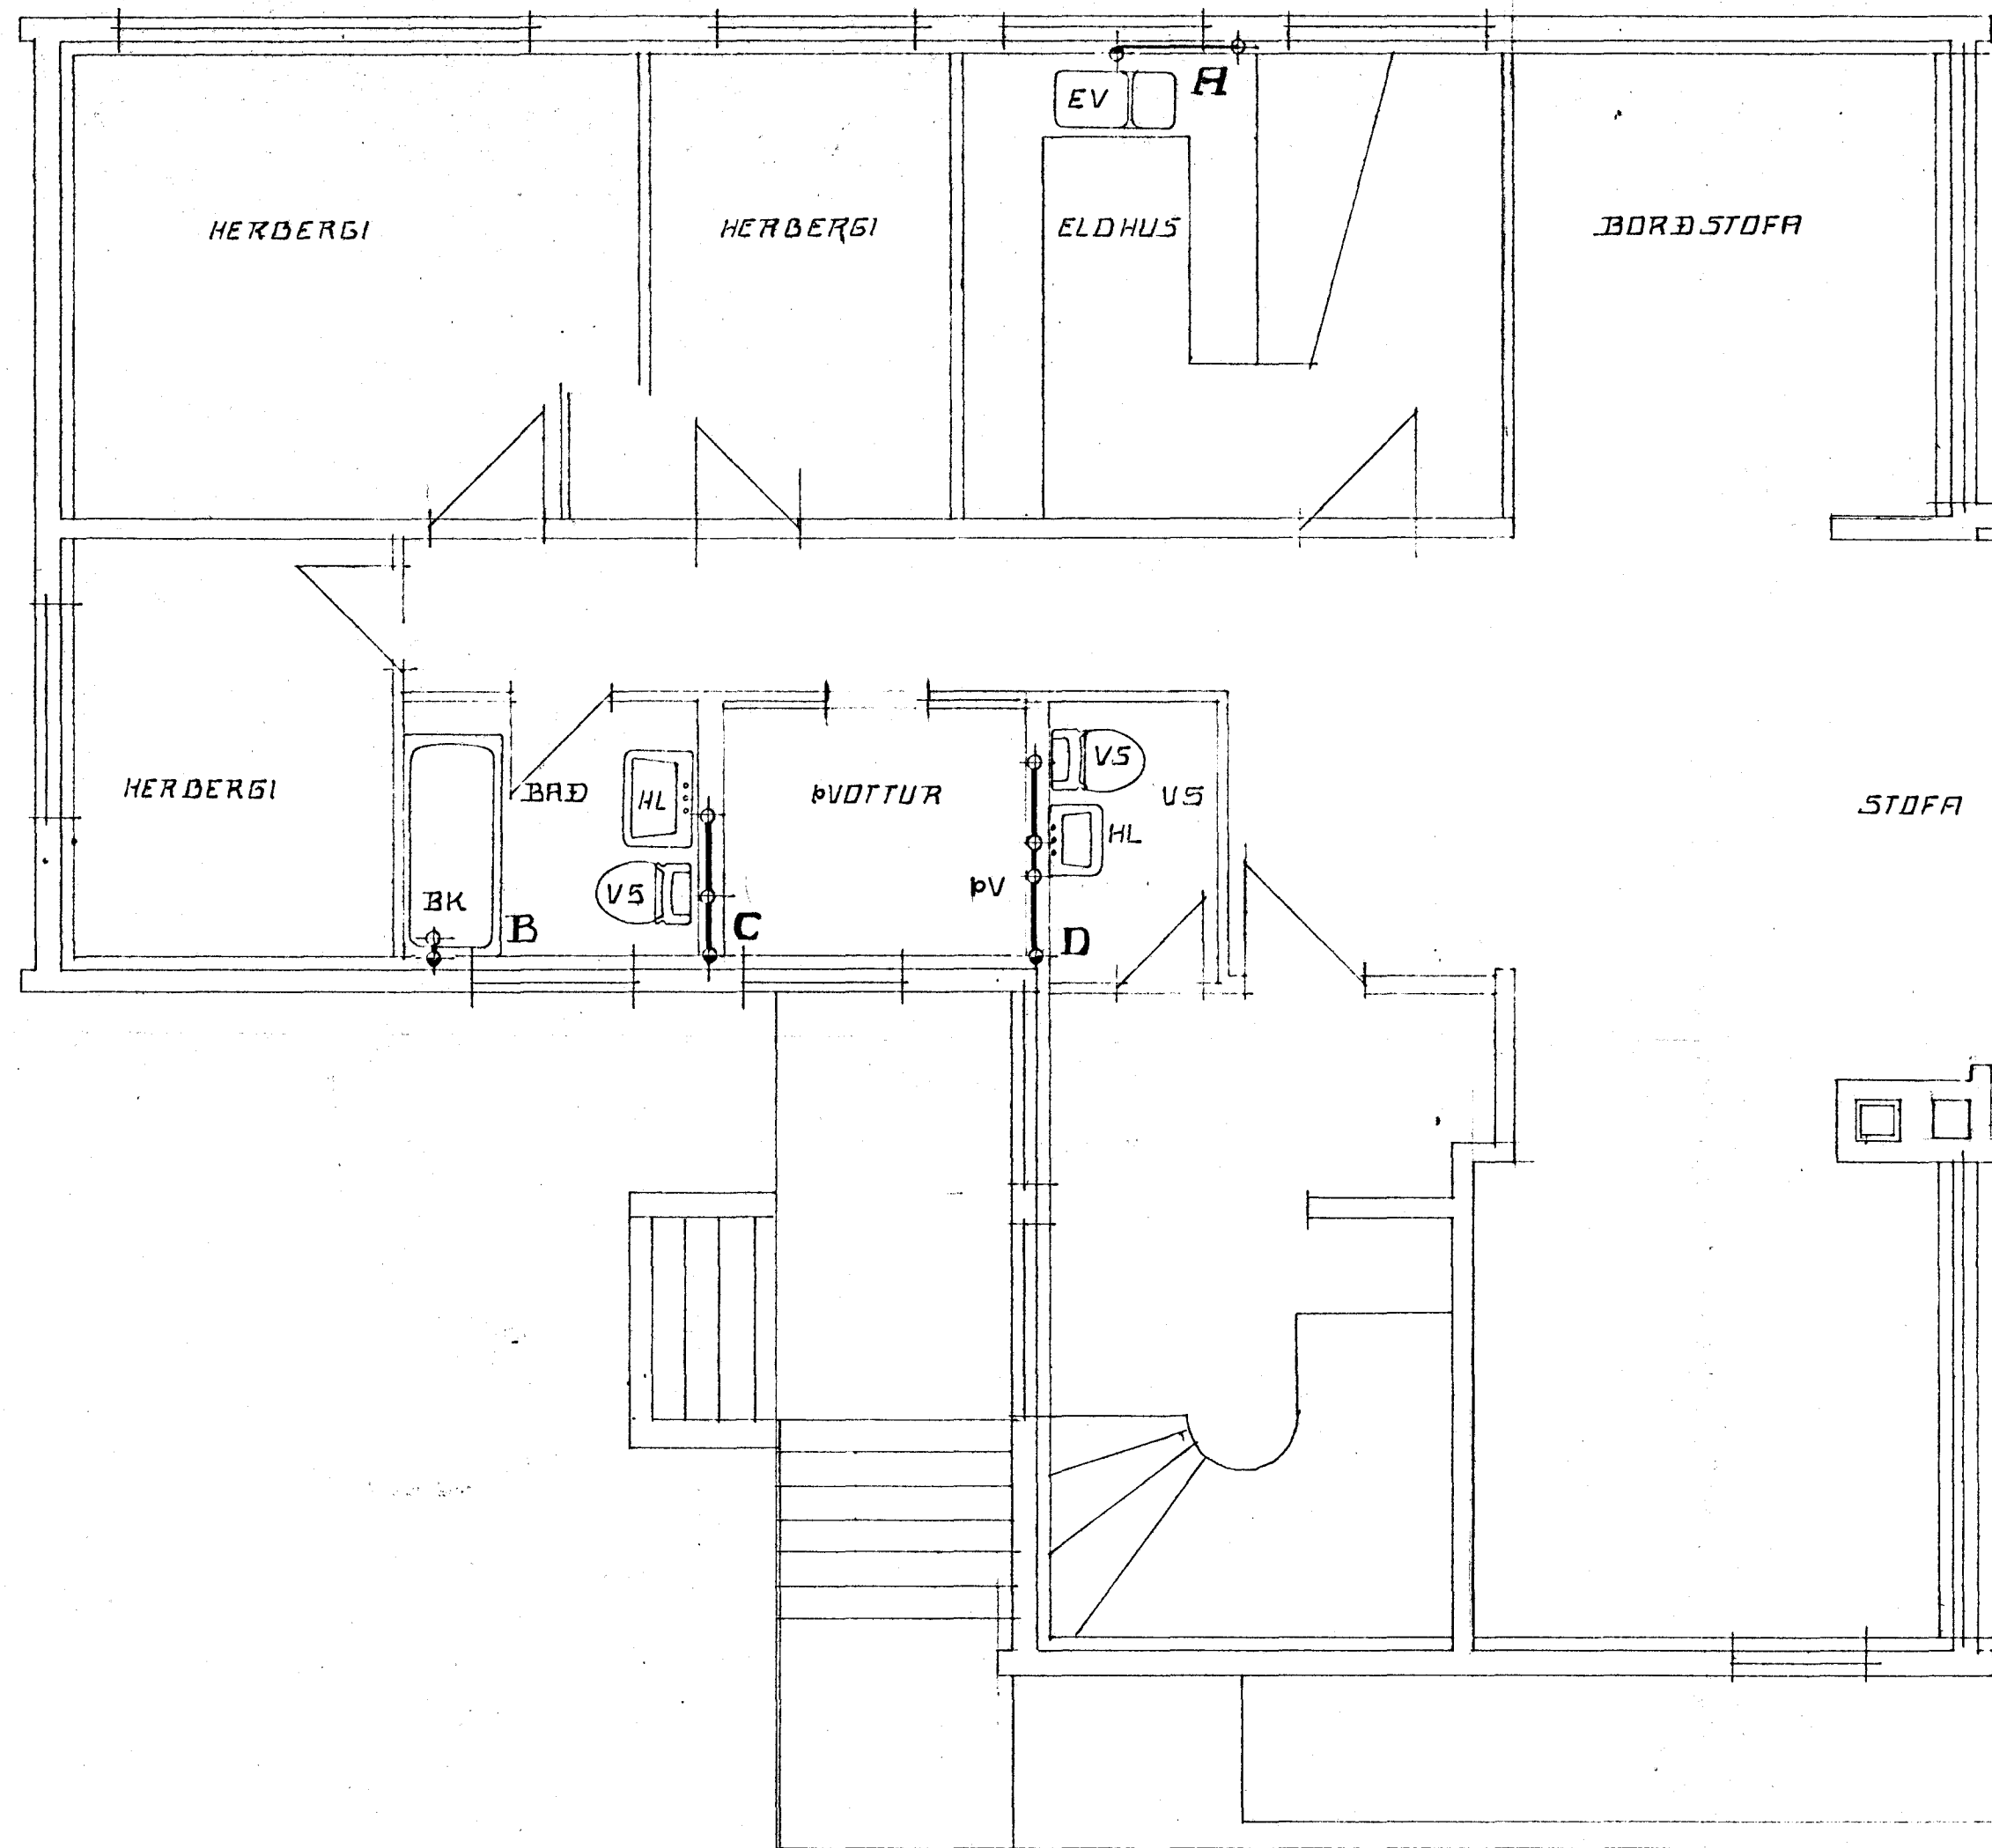 A
EV
HERBERGI
HERBERGI
ELDHUS
BORÐSTOFA
HERBERGI
BAÐ
HL
ÞVOTTUR
VS
VS
STOFA
HL
BK
VS
ÞV
B
C
D